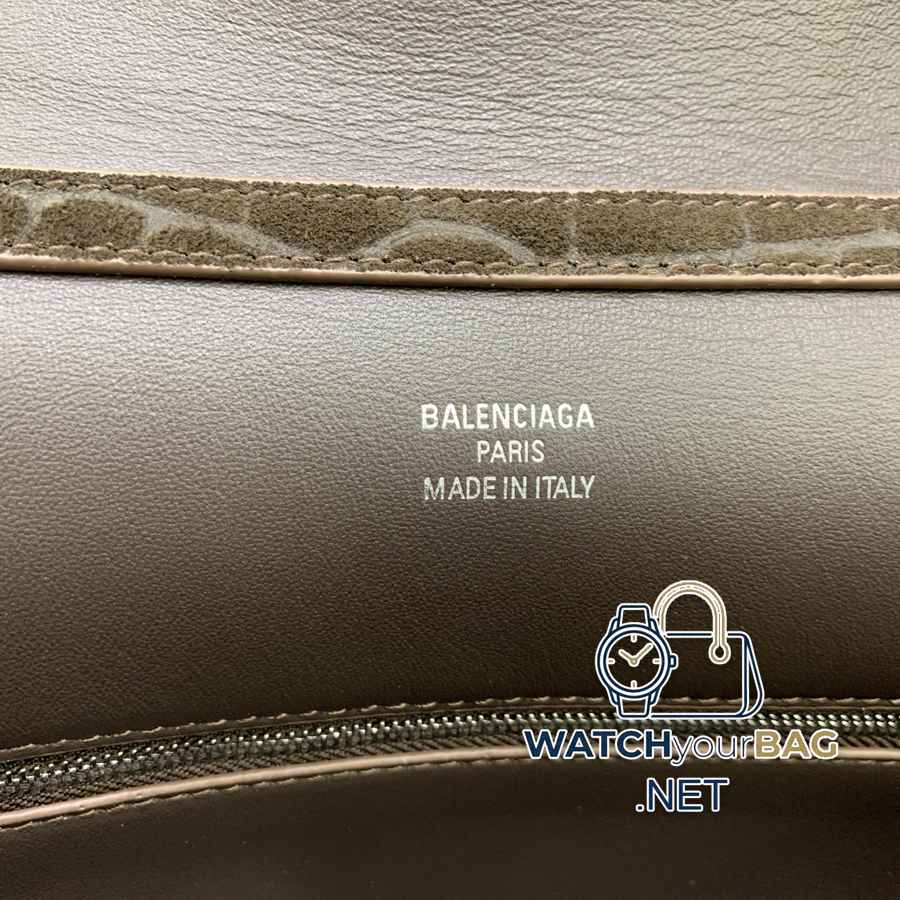 BALENCIAGA
PARIS
MADE IN ITALY
WATCHyourBAG
.NET